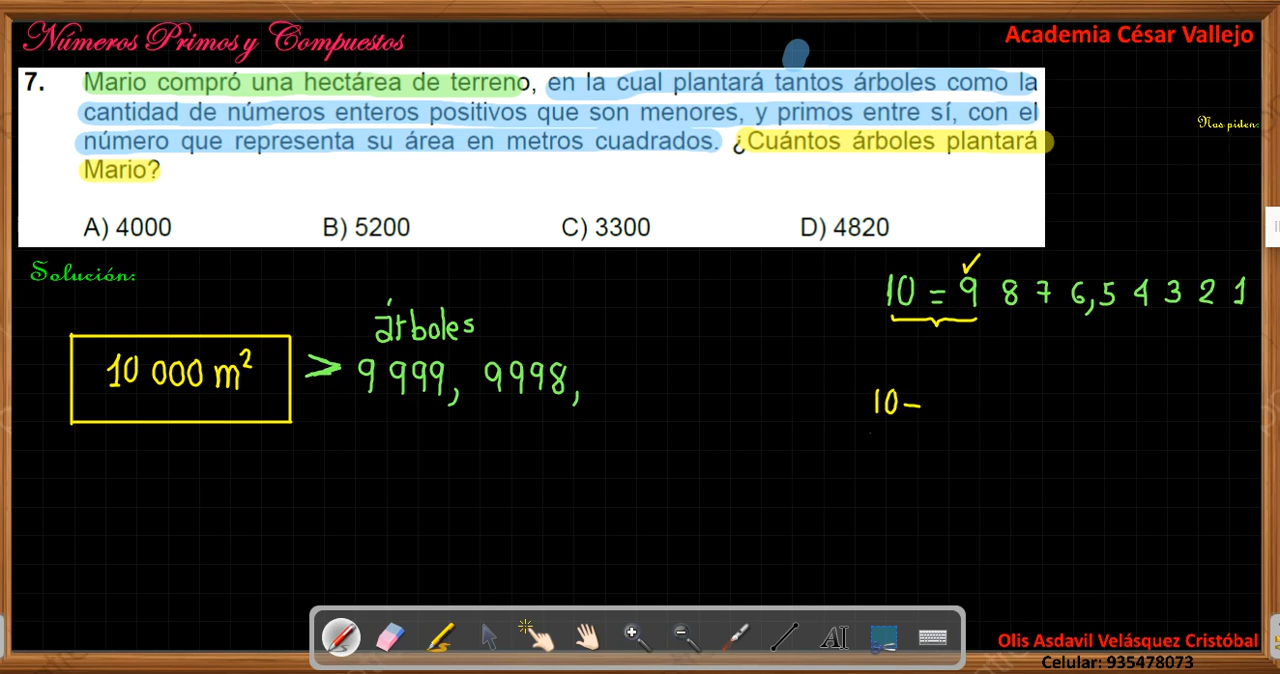 Números Primos y Compuestos
Academia César Vallejo
7. Mario compró una hectárea de terreno, en la cual plantará tantos árboles como la
cantidad de números enteros positivos que son menores, y primos entre sí, con el
número que representa su área en metros cuadrados. ¿Cuántos árboles plantará
Mario?
Nos piden:
A) 4000 B) 5200 C) 3300 D) 4820
Solución:
10 = 9 8 7 6,5 4 3 2 1
árboles
10 000 m² > 9 999, 9998,
10 –
AI
Olis Asdavil Velásquez Cristóbal
Celular: 935478073